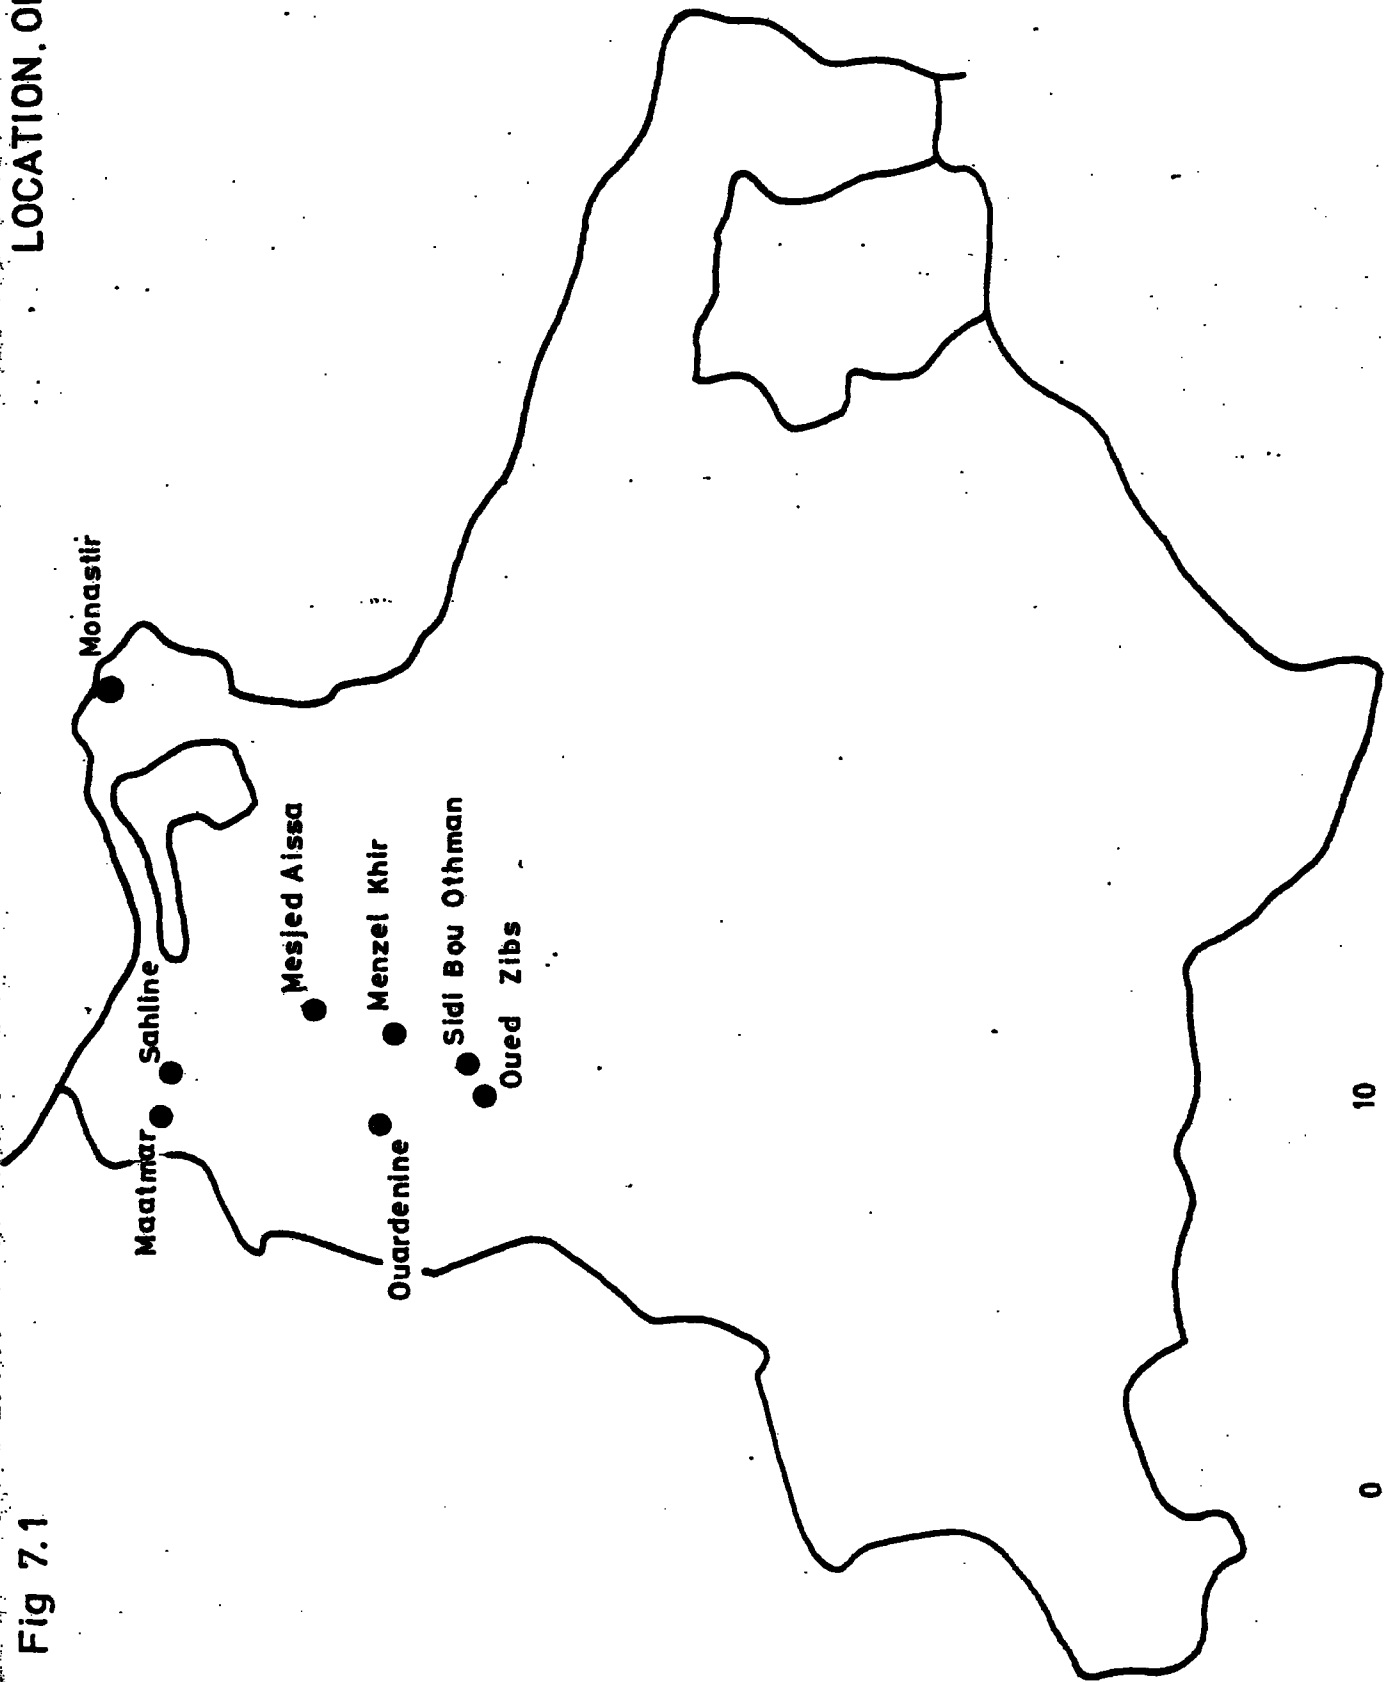 Fig 7.1
LOCATION.
Monastir
Sahline
Maatmar
Mesjed Aissa
Menzel Khir
Ouardenine
Sidi Bou Othman
Oued Zibs
0 10